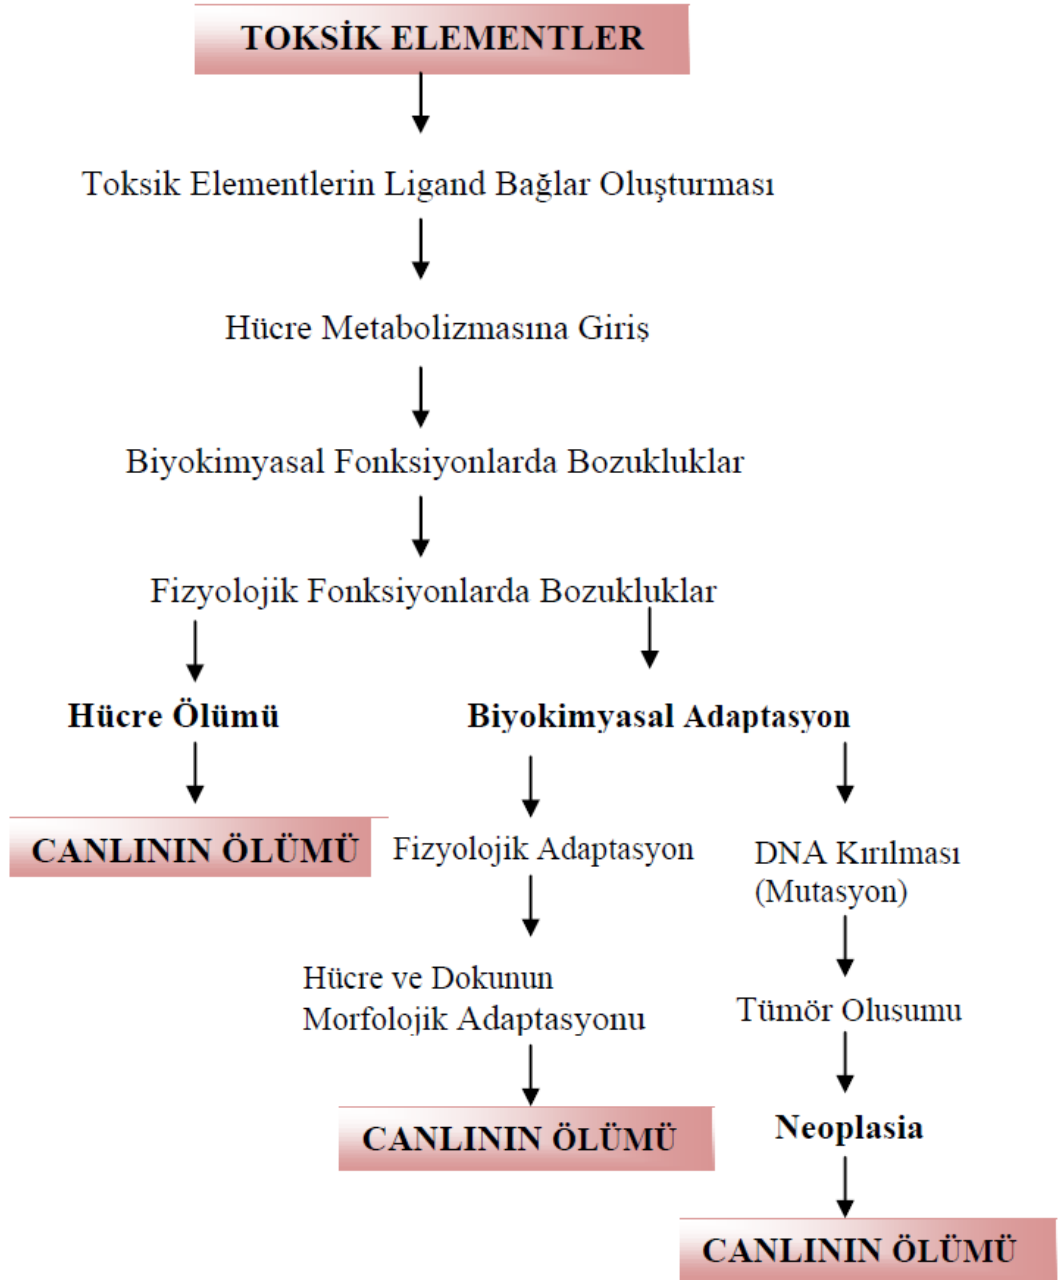 TOKSİK ELEMENTLER
Toksik Elementlerin Ligand Bağlar Oluşturması
Hücre Metabolizmasına Giriş
Biyokimyasal Fonksiyonlarda Bozukluklar
Fizyolojik Fonksiyonlarda Bozukluklar
Hücre Ölümü
CANLININ ÖLÜMÜ
Biyokimyasal Adaptasyon
Fizyolojik Adaptasyon
Hücre ve Dokunun
Morfolojik Adaptasyonu
CANLININ ÖLÜMÜ
DNA Kırılması
(Mutasyon)
Tümör Olusumu
Neoplasia
CANLININ ÖLÜMÜ